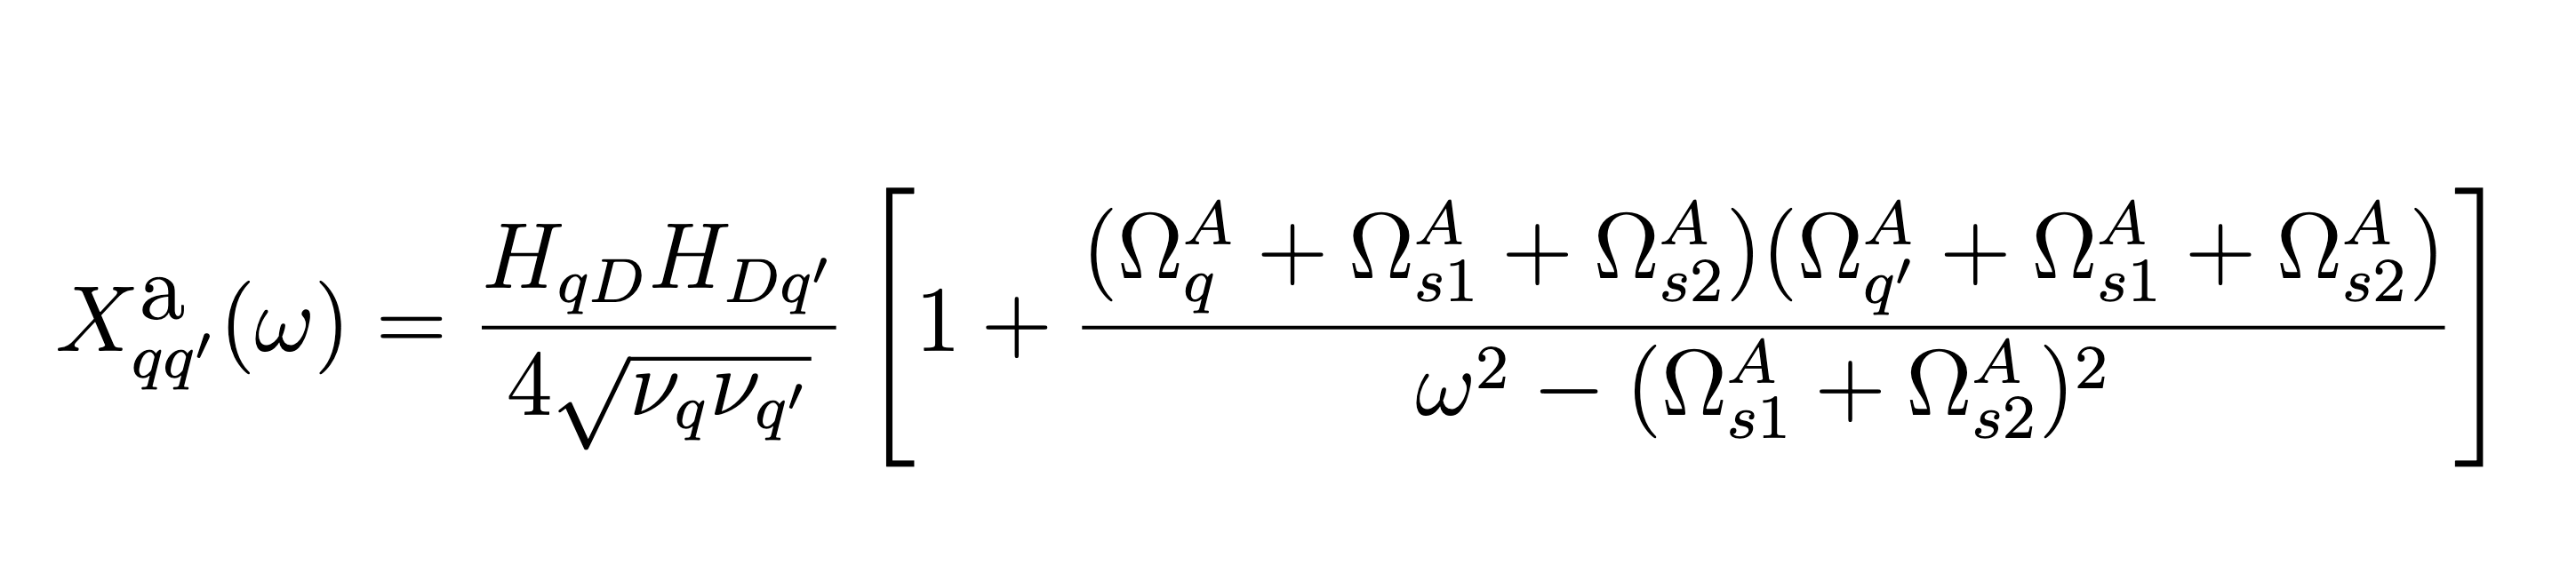 X^{\mathrm{a}}_{qq'}(\omega) = \frac{H_{qD} H_{Dq'}}{4\sqrt{\nu_q \nu_{q'}}} \left[ 1 + \frac{(\Omega^A_q + \Omega^A_{s1} + \Omega^A_{s2})(\Omega^A_{q'} + \Omega^A_{s1} + \Omega^A_{s2})}{\omega^2 - (\Omega^A_{s1} + \Omega^A_{s2})^2} \right]